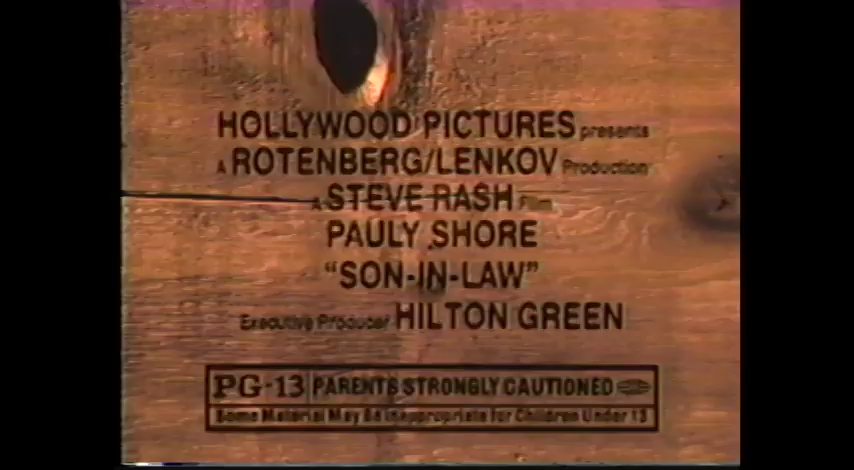 HOLLYWOOD PICTURES presents
A ROTENBERG/LENKOV Production
A STEVE RASH Film
PAULY SHORE
“SON-IN-LAW”
Executive Producer HILTON GREEN
PG-13 PARENTS STRONGLY CAUTIONED
Some Material May Be Inappropriate for Children Under 13